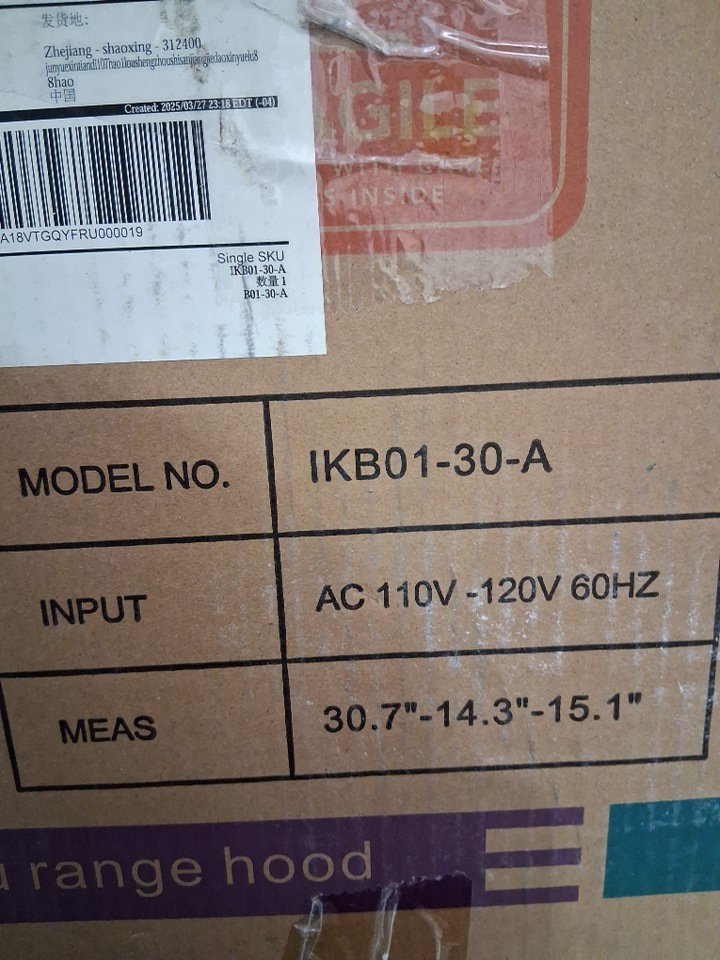 发货地:
Zhejiang - shaoxing - 312400
8hao
中国
Created: 2025/03/27 23:18 EDT (-04)
GILE
WITH CARE
S INSIDE
A18VTGQYFRU000019
Single SKU
IKB01-30-A
数量 1
B01-30-A
MODEL NO. IKB01-30-A
INPUT AC 110V -120V 60HZ
MEAS 30.7"-14.3"-15.1"
range hood